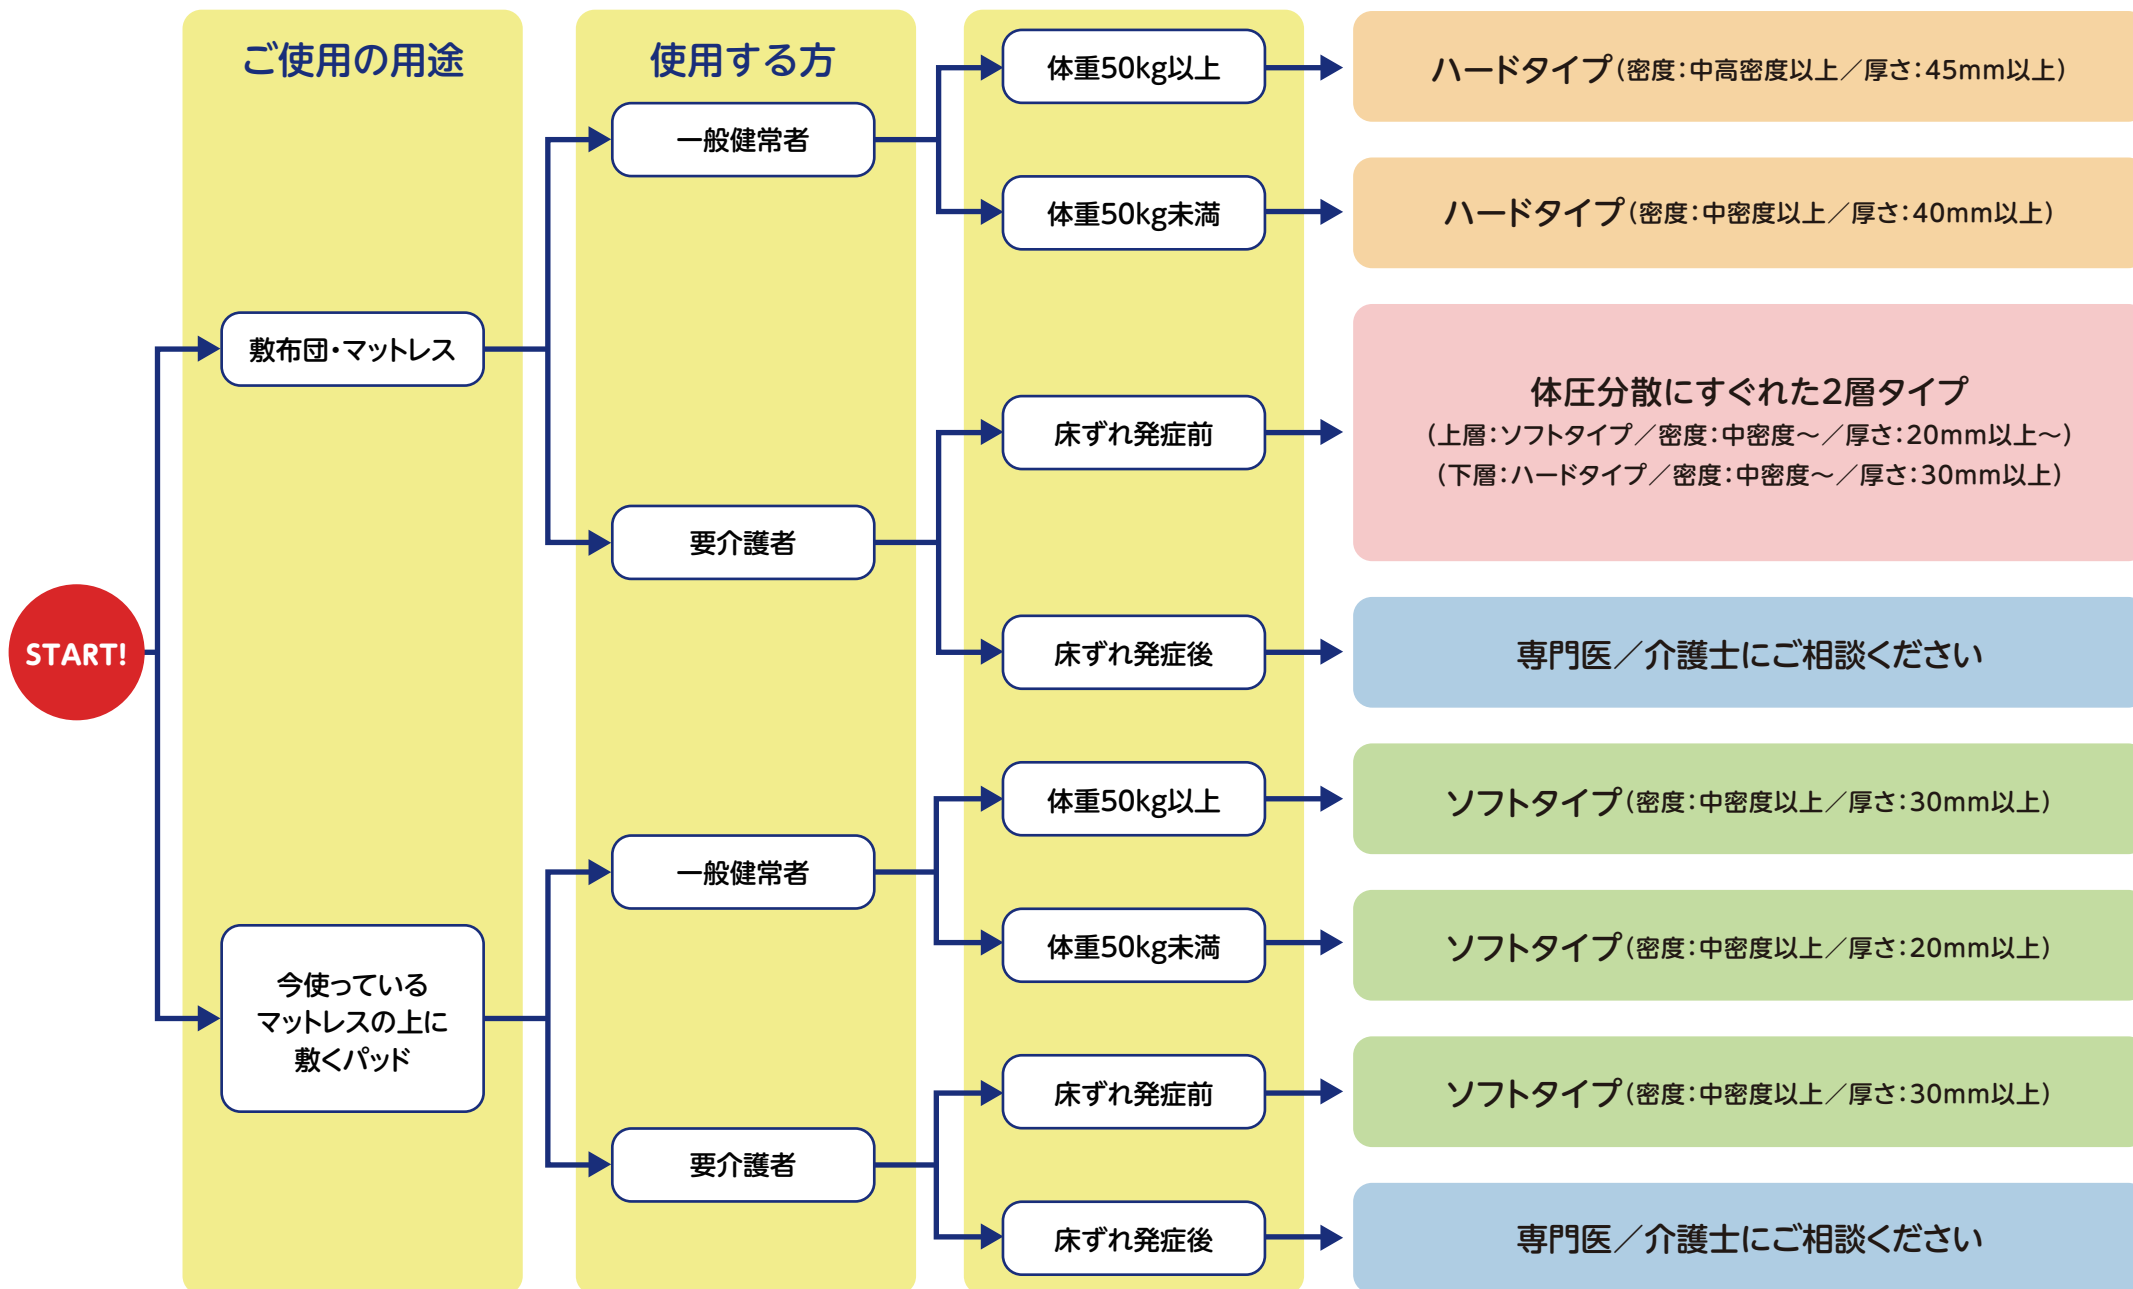 ご使用の用途
使用する方
START!
敷布団・マットレス
一般健常者
体重50kg以上
ハードタイプ(密度:中高密度以上/厚さ:45mm以上)
体重50kg未満
ハードタイプ(密度:中密度以上/厚さ:40mm以上)
要介護者
床ずれ発症前
体圧分散にすぐれた2層タイプ
(上層:ソフトタイプ/密度:中密度〜/厚さ:20mm以上〜)
(下層:ハードタイプ/密度:中密度〜/厚さ:30mm以上)
床ずれ発症後
専門医/介護士にご相談ください
今使っている
マットレスの上に
敷くパッド
一般健常者
体重50kg以上
ソフトタイプ(密度:中密度以上/厚さ:30mm以上)
体重50kg未満
ソフトタイプ(密度:中密度以上/厚さ:20mm以上)
要介護者
床ずれ発症前
ソフトタイプ(密度:中密度以上/厚さ:30mm以上)
床ずれ発症後
専門医/介護士にご相談ください